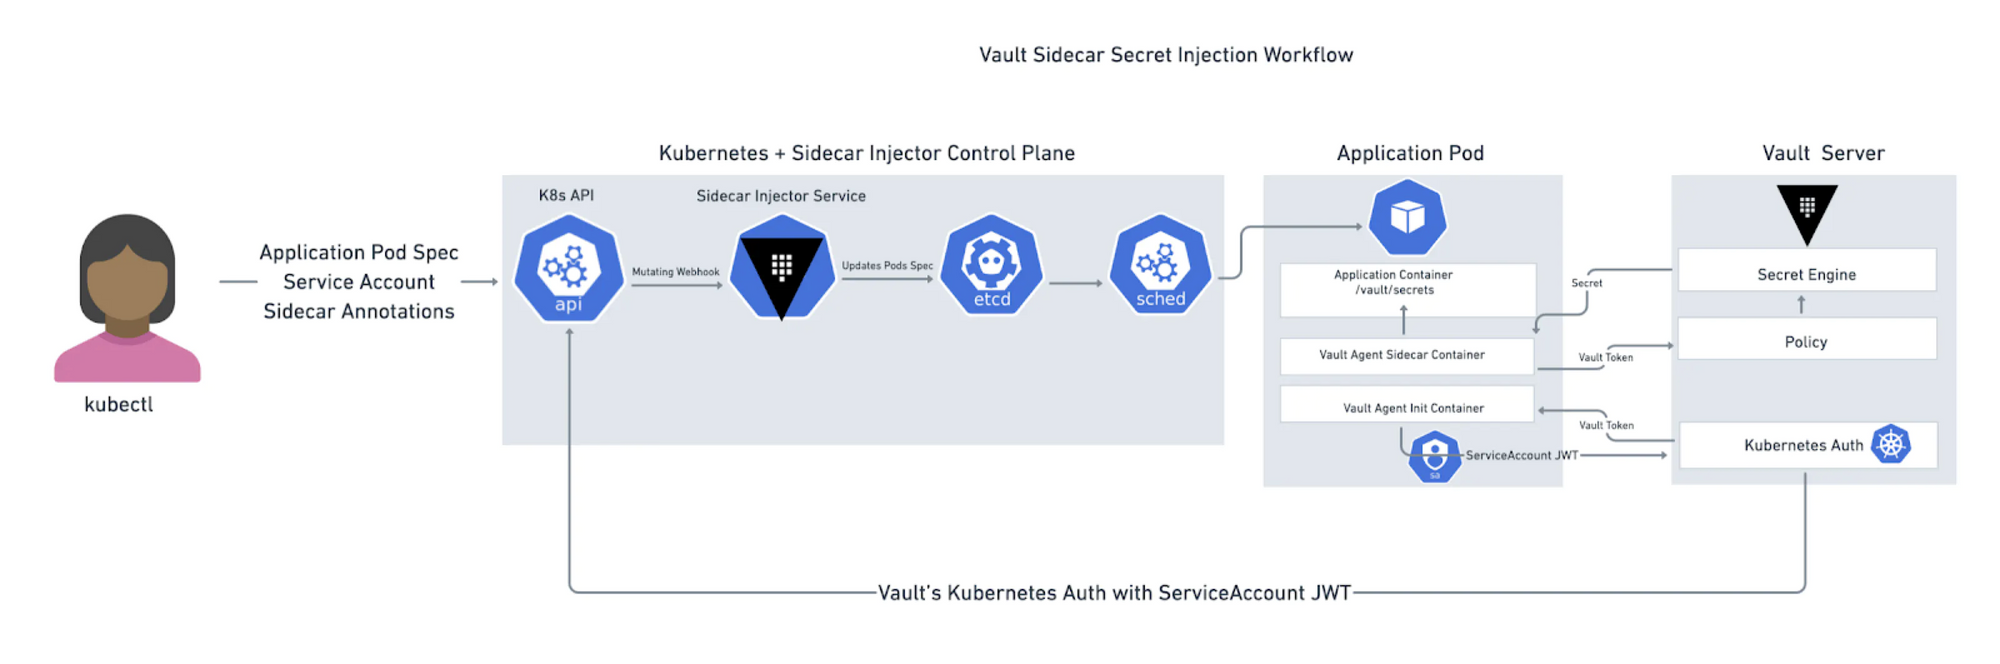 Vault Sidecar Secret Injection Workflow
Kubernetes + Sidecar Injector Control Plane
Application Pod
Vault Server
K8s API
Sidecar Injector Service
Application Pod Spec
Service Account
Sidecar Annotations
kubectl
api
Mutating Webhook
Updates Pods Spec
etcd
sched
Application Container
/vault/secrets
Vault Agent Sidecar Container
Vault Agent Init Container
sa
ServiceAccount JWT
Secret
Vault Token
Vault Token
Secret Engine
Policy
Kubernetes Auth
Vault's Kubernetes Auth with ServiceAccount JWT